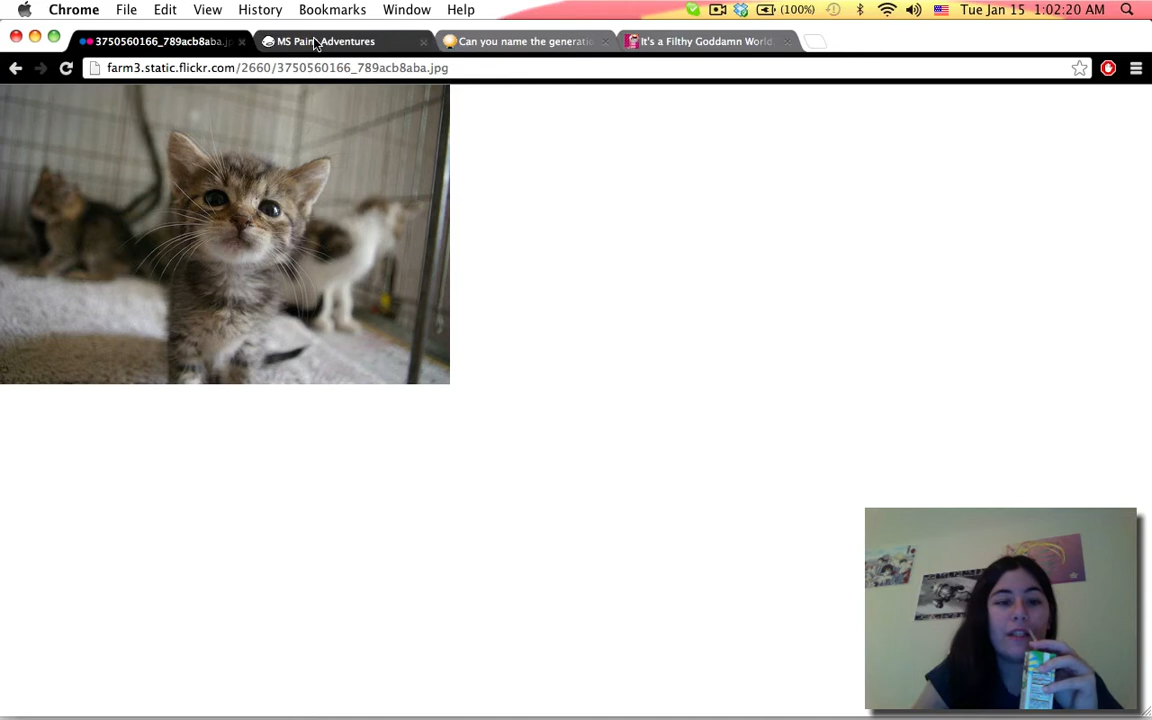 Chrome File Edit View History Bookmarks Window Help (100%) Tue Jan 15 1:02:20 AM
3750560166_789acb8aba.j MS Paint Adventures Can you name the generatio It's a Filthy Goddamn World
farm3.static.flickr.com/2660/3750560166_789acb8aba.jpg